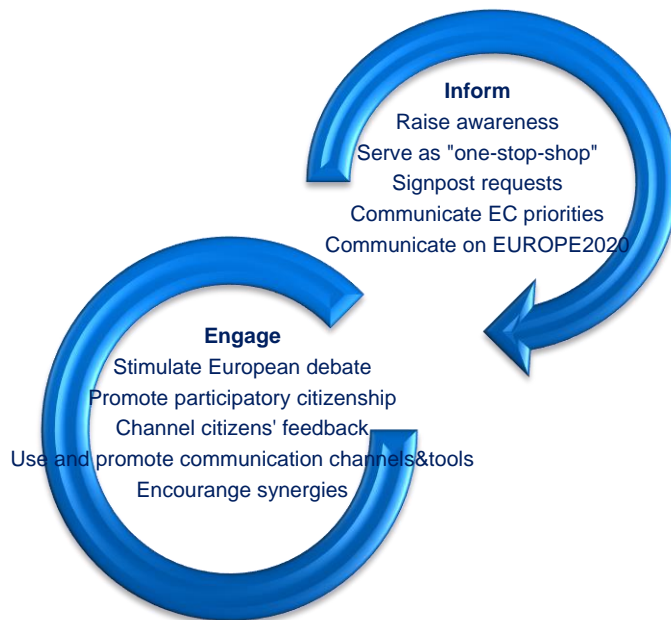 Inform
Raise awareness
Serve as "one-stop-shop"
Signpost requests
Communicate EC priorities
Communicate on EUROPE2020
Engage
Stimulate European debate
Promote participatory citizenship
Channel citizens' feedback
Use and promote communication channels&tools
Encourange synergies